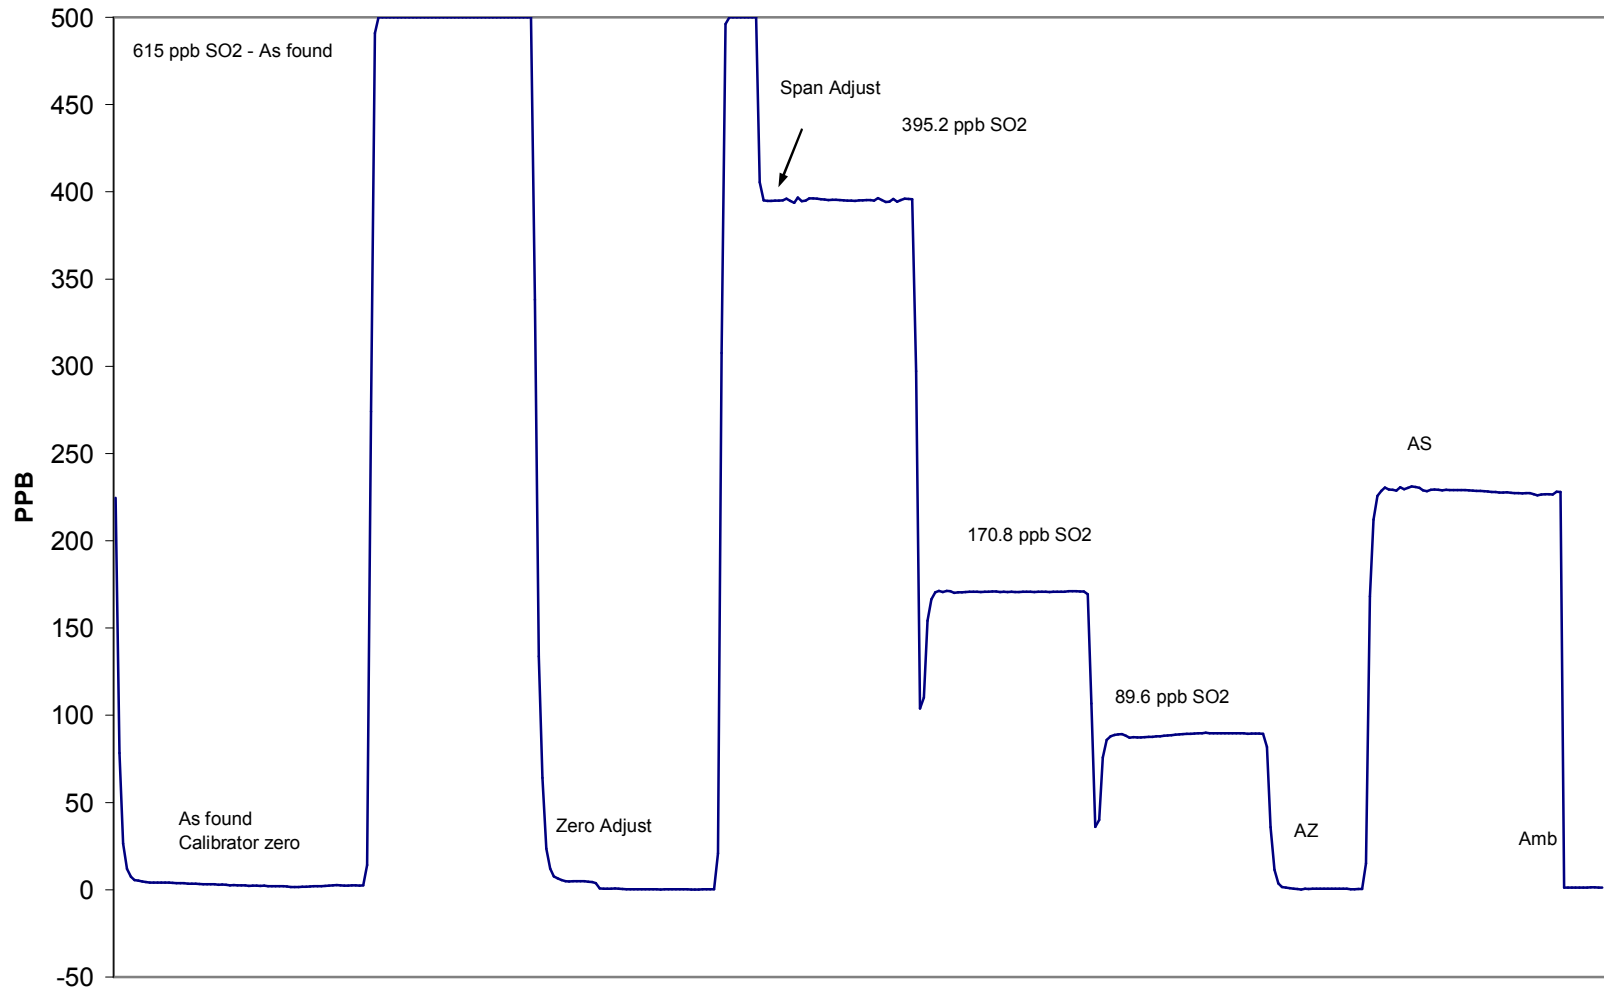 500
450
400
350
300
250
200
150
100
50
0
-50
PPB
615 ppb SO2 - As found
Span Adjust
395.2 ppb SO2
AS
170.8 ppb SO2
89.6 ppb SO2
As found
Calibrator zero
Zero Adjust
AZ
Amb